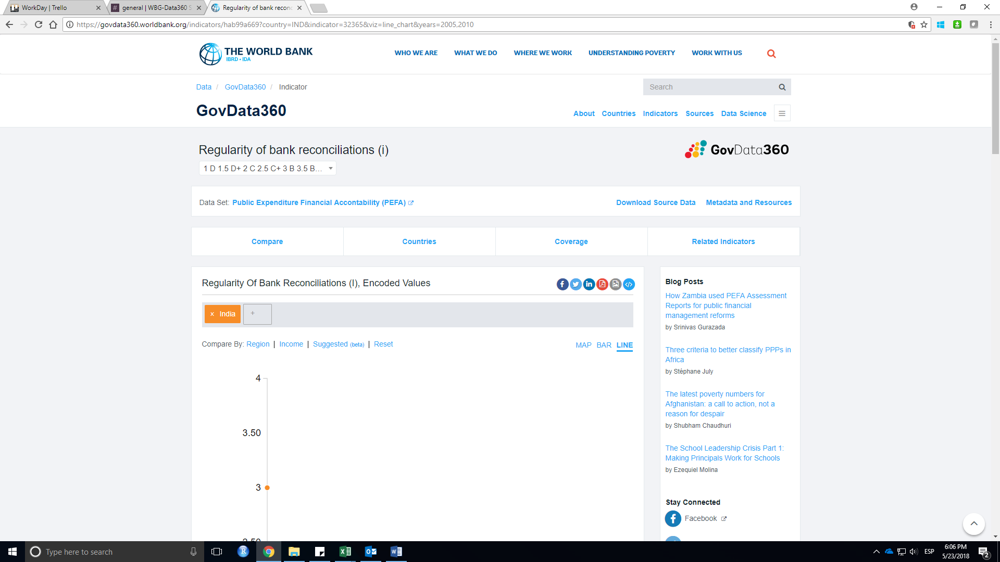 WorkDay | Trello
general | WBG-Data360 S
Regularity of bank recon
https://govdata360.worldbank.org/indicators/hab99a669?country=IND&indicator=32365&viz=line_chart&years=2005,2010
THE WORLD BANK
IBRD • IDA
WHO WE ARE
WHAT WE DO
WHERE WE WORK
UNDERSTANDING POVERTY
WORK WITH US
Data / GovData360 / Indicator
Search
GovData360
About
Countries
Indicators
Sources
Data Science
Regularity of bank reconciliations (i)
GovData360
1 D 1.5 D+ 2 C 2.5 C+ 3 B 3.5 B...
Data Set: Public Expenditure Financial Accontability (PEFA)
Download Source Data
Metadata and Resources
Compare
Countries
Coverage
Related Indicators
Regularity Of Bank Reconciliations (I), Encoded Values
x India
+
Compare By: Region | Income | Suggested (beta) | Reset
MAP BAR LINE
4
3.50
3
2.50
Blog Posts
How Zambia used PEFA Assessment
Reports for public financial
management reforms
by Srinivas Gurazada
Three criteria to better classify PPPs in
Africa
by Stéphane July
The latest poverty numbers for
Afghanistan: a call to action, not a
reason for despair
by Shubham Chaudhuri
The School Leadership Crisis Part 1:
Making Principals Work for Schools
by Ezequiel Molina
Stay Connected
Facebook
Type here to search
ESP
6:06 PM
5/23/2018
2